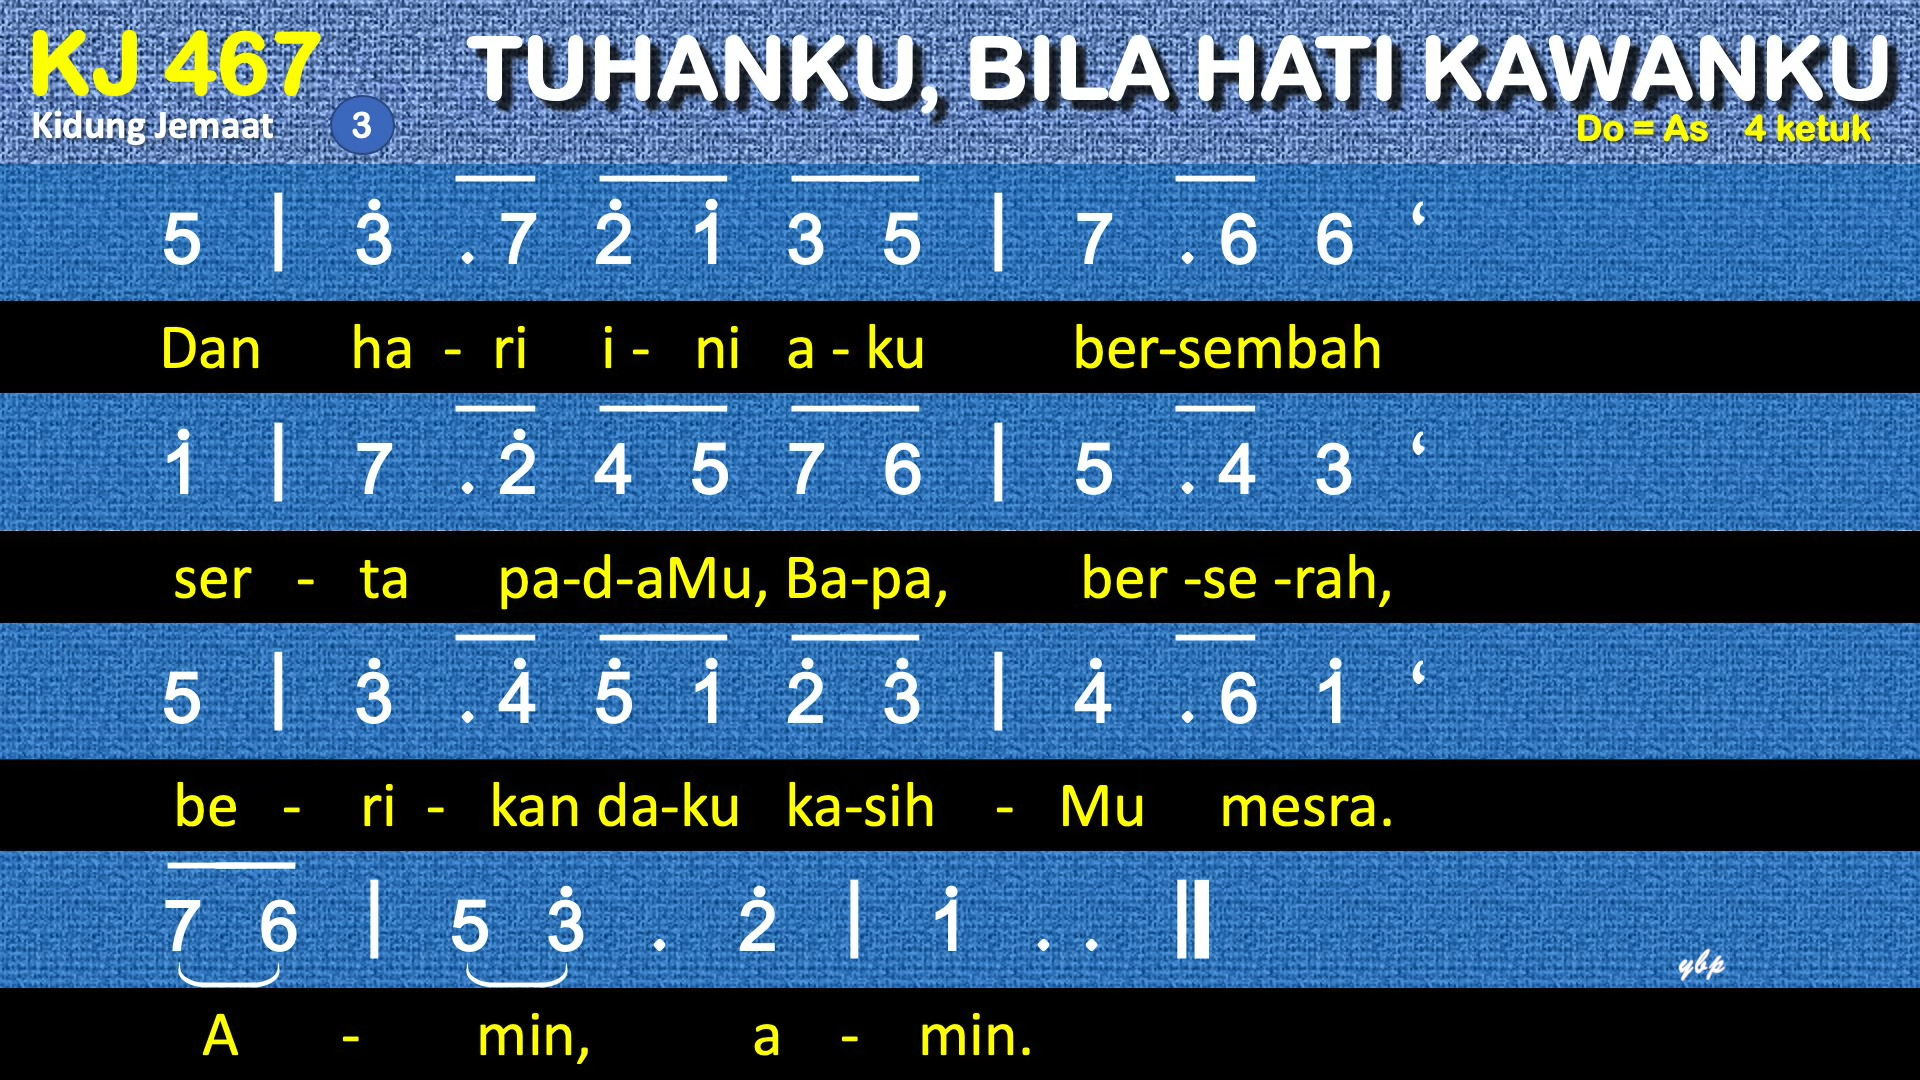 KJ 467 TUHANKU, BILA HATI KAWANKU
Kidung Jemaat 3 Do = As 4 ketuk
5 | 3̇ . 7 2̇ 1̇ 3 5 | 7 . 6 6 ‘
Dan ha - ri i - ni a - ku ber-sembah
1̇ | 7 . 2̇ 4 5 7 6 | 5 . 4 3 ‘
ser - ta pa-d-aMu, Ba-pa, ber -se -rah,
5 | 3̇ . 4̇ 5̇ 1̇ 2̇ 3̇ | 4̇ . 6 1̇ ‘
be - ri - kan da-ku ka-sih - Mu mesra.
7 6 | 5 3̇ . 2̇ | 1̇ . . ||
ybp
A - min, a - min.